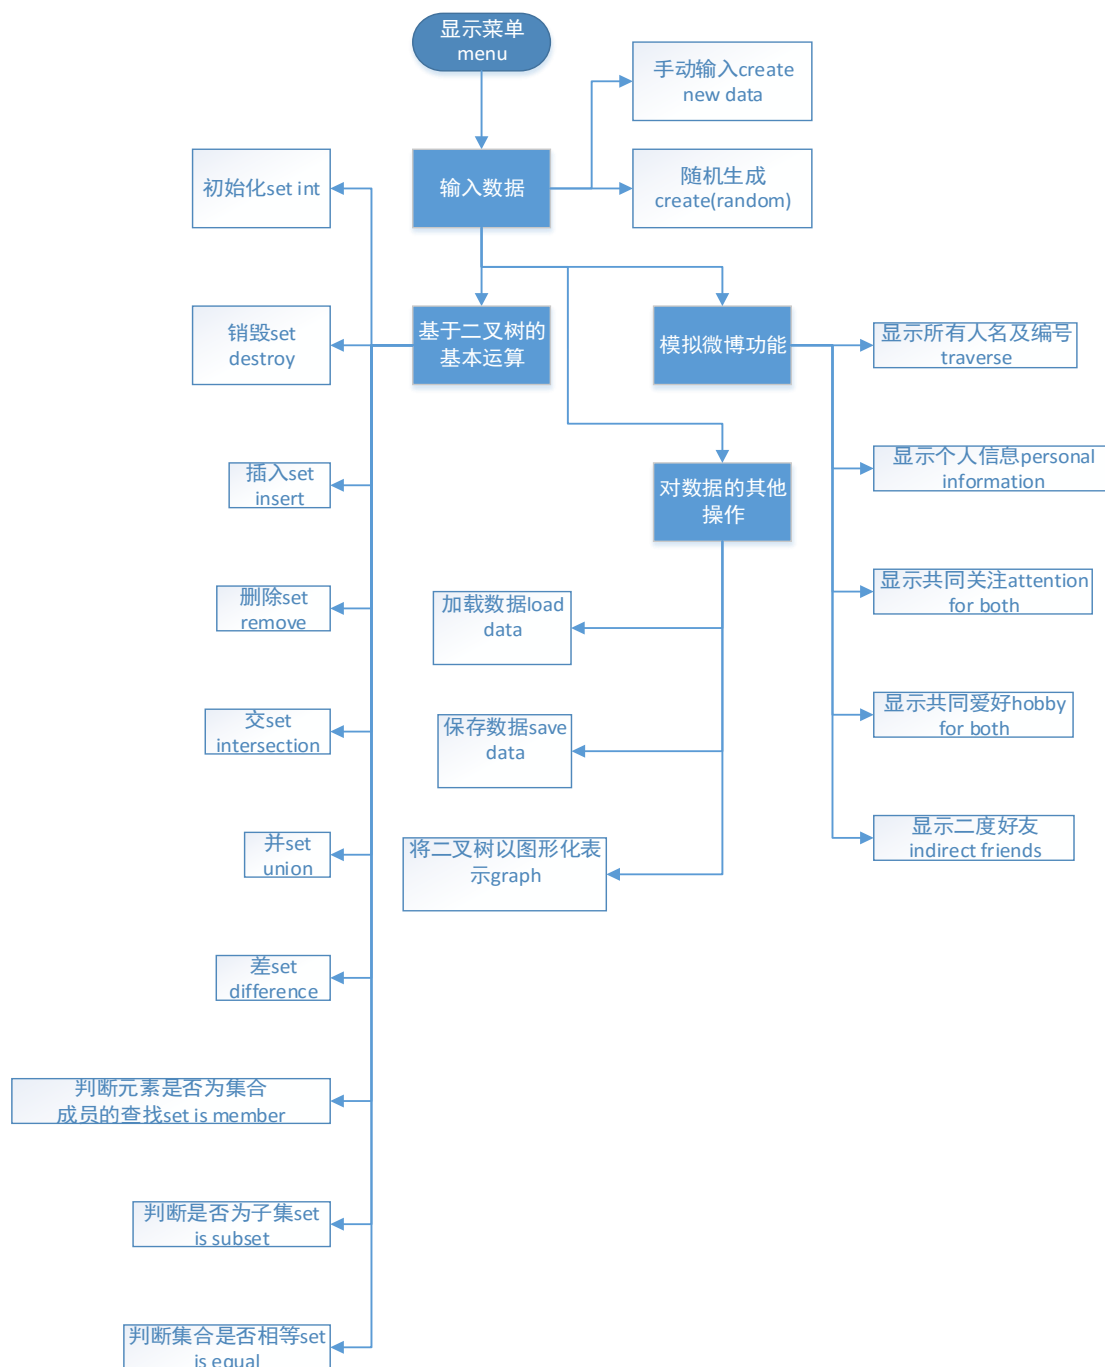 显示菜单
menu
手动输入create
new data
输入数据
随机生成
create(random)
初始化set int
销毁set
destroy
基于二叉树的
基本运算
模拟微博功能
显示所有人名及编号
traverse
插入set
insert
对数据的其他
操作
显示个人信息personal
information
删除set
remove
加载数据load
data
显示共同关注attention
for both
交set
intersection
保存数据save
data
显示共同爱好hobby
for both
并set
union
将二叉树以图形化表
示graph
显示二度好友
indirect friends
差set
difference
判断元素是否为集合
成员的查找set is member
判断是否为子集set
is subset
判断集合是否相等set
is equal